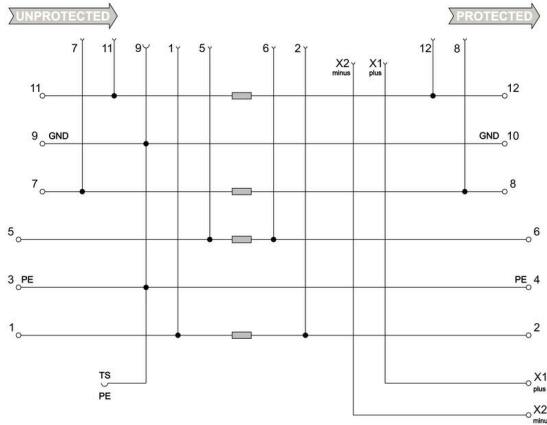 UNPROTECTED PROTECTED
7 11 9 1 5 6 2 X2 X1 12 8
minus plus
11 12
9 GND GND 10
7 8
5 6
3 PE PE 4
1 2
TS X1
PE plus
X2
minu